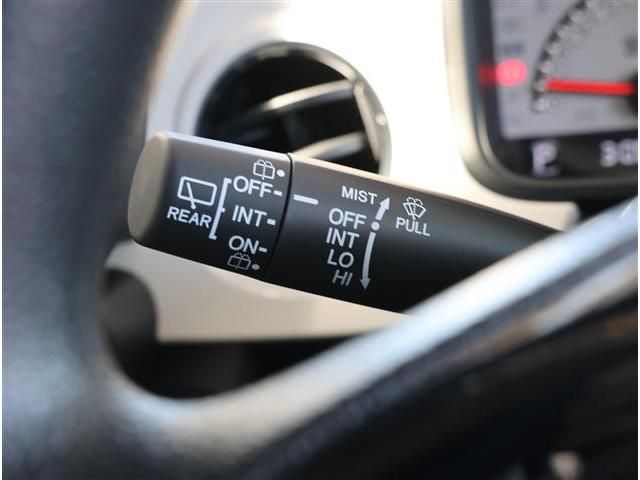 REAR
OFF
INT
ON
MIST
OFF
INT
LO
HI
PULL
P